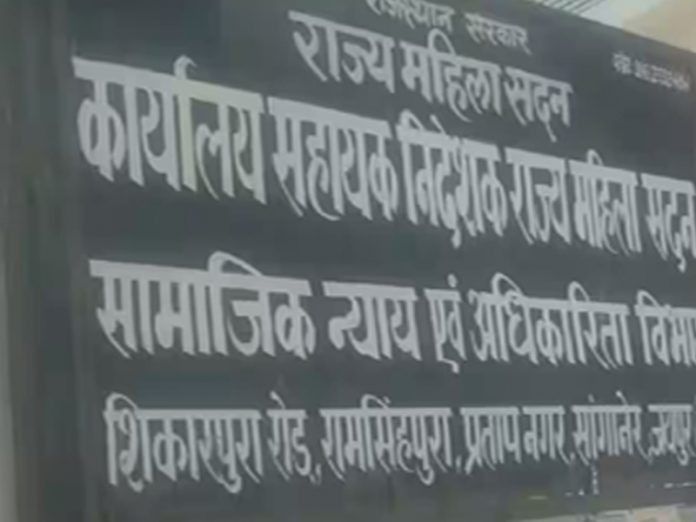 राजस्थान सरकार
राज्य महिला सदन
कार्यालय सहायक निदेशक राज्य महिला सदन
सामाजिक न्याय एवं अधिकारिता विभा
शिकारपुरा रोड़, रामसिंहपुरा, प्रताप नगर, सांगानेर, जयपुर